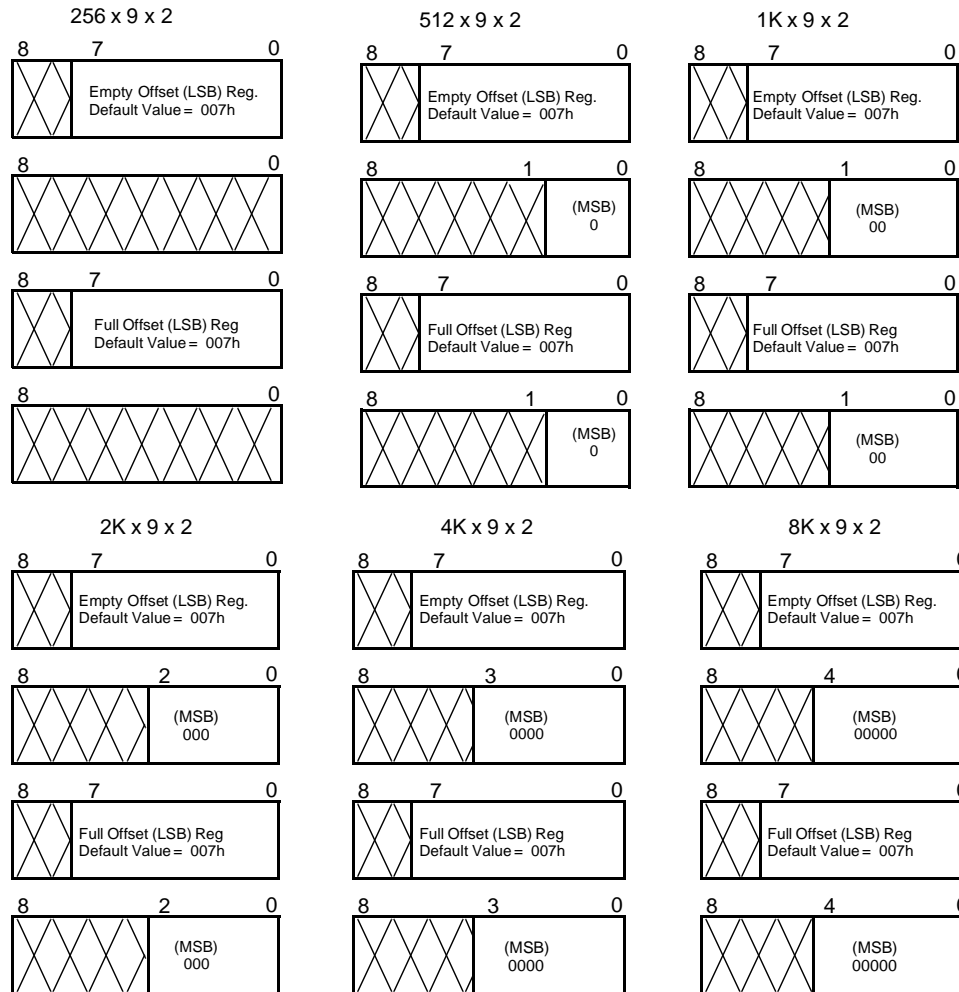 256 x 9 x 2
8 7 0
Empty Offset (LSB) Reg.
Default Value = 007h
8 0
8 7 0
Full Offset (LSB) Reg
Default Value = 007h
8 0
512 x 9 x 2
8 7 0
Empty Offset (LSB) Reg.
Default Value = 007h
8 1 0
(MSB)
0
8 7 0
Full Offset (LSB) Reg
Default Value = 007h
8 1 0
(MSB)
0
1K x 9 x 2
8 7 0
Empty Offset (LSB) Reg.
Default Value = 007h
8 1 0
(MSB)
00
8 7 0
Full Offset (LSB) Reg
Default Value = 007h
8 1 0
(MSB)
00
2K x 9 x 2
8 7 0
Empty Offset (LSB) Reg.
Default Value = 007h
8 2 0
(MSB)
000
8 7 0
Full Offset (LSB) Reg
Default Value = 007h
8 2 0
(MSB)
000
4K x 9 x 2
8 7 0
Empty Offset (LSB) Reg.
Default Value = 007h
8 3 0
(MSB)
0000
8 7 0
Full Offset (LSB) Reg
Default Value = 007h
8 3 0
(MSB)
0000
8K x 9 x 2
8 7
Empty Offset (LSB) Reg.
Default Value = 007h
8 4
(MSB)
00000
8 7
Full Offset (LSB) Reg
Default Value = 007h
8 4
(MSB)
00000